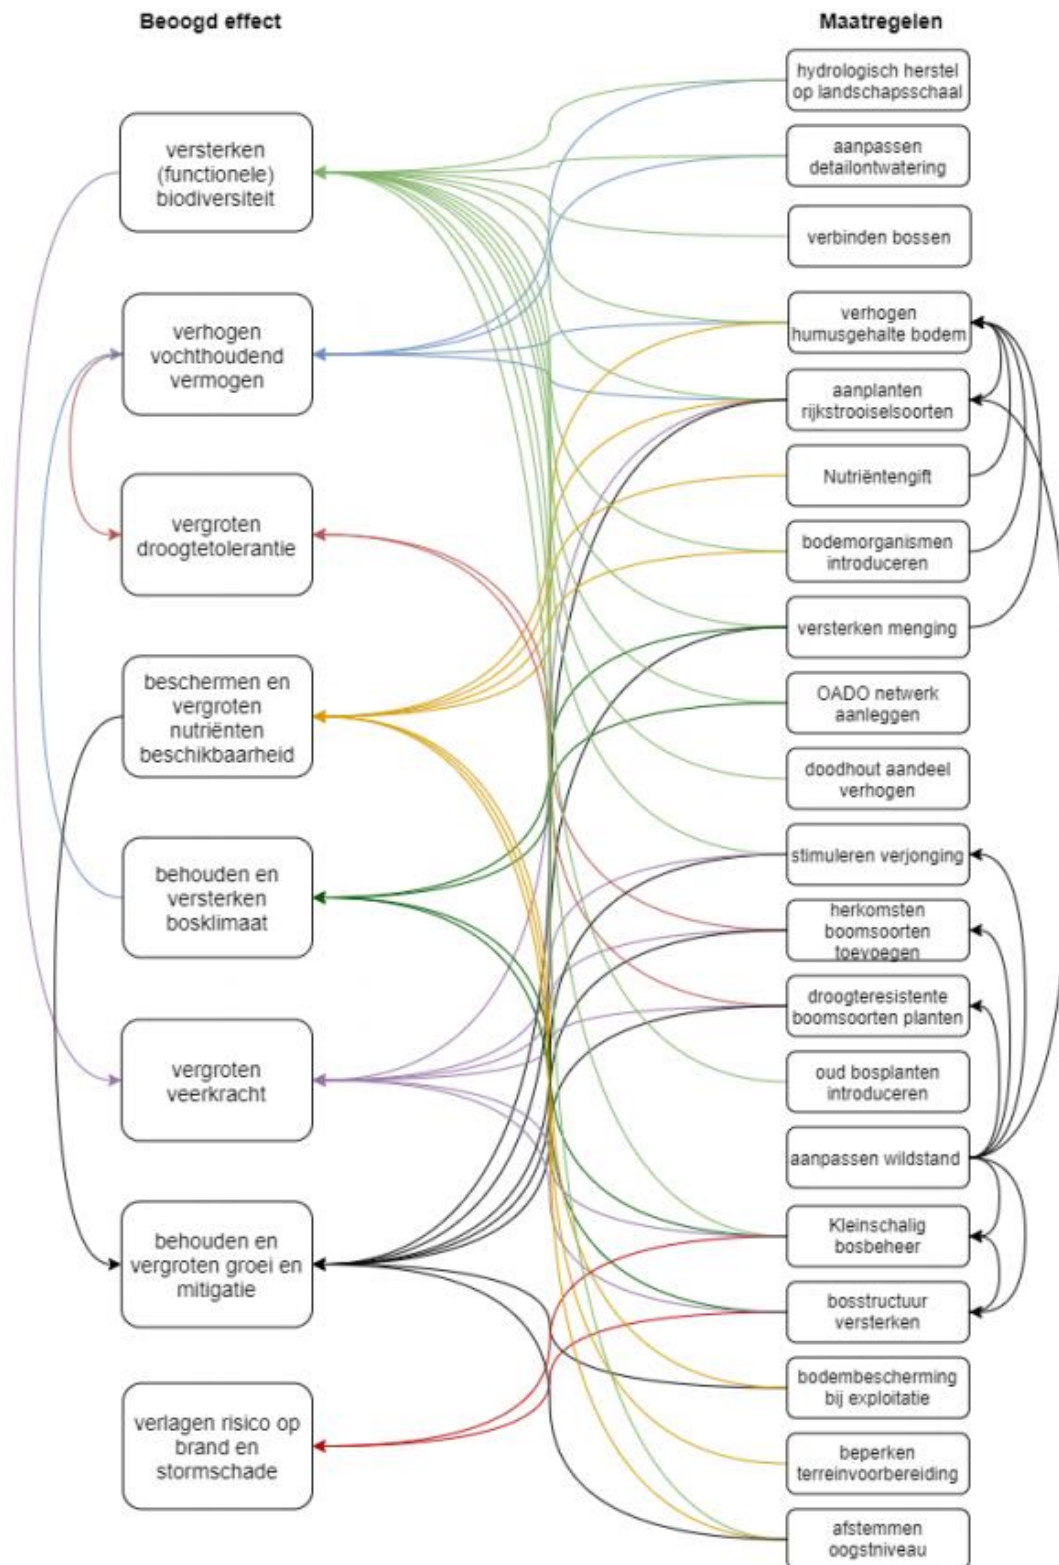 Beoogd effect
versterken
(functionele)
biodiversiteit
verhogen
vochthoudend
vermogen
vergroten
droogtetolerantie
beschermen en
vergroten
nutriënten
beschikbaarheid
behouden en
versterken
bosklimaat
vergroten
veerkracht
behouden en
vergroten groei en
mitigatie
verlagen risico op
brand en
stormschade
Maatregelen
hydrologisch herstel
op landschapsschaal
aanpassen
detailontwatering
verbinden bossen
verhogen
humusgehalte bodem
aanplanten
rijkstrooiselsoorten
Nutriëntengift
bodemorganismen
introduceren
versterken menging
OADO netwerk
aanleggen
doodhout aandeel
verhogen
stimuleren verjonging
herkomsten
boomsoorten
toevoegen
droogteresistente
boomsoorten planten
oud bosplanten
introduceren
aanpassen wildstand
Kleinschalig
bosbeheer
bosstructuur
versterken
bodembescherming
bij exploitatie
beperken
terreinvoorbereiding
afstemmen
oogstniveau